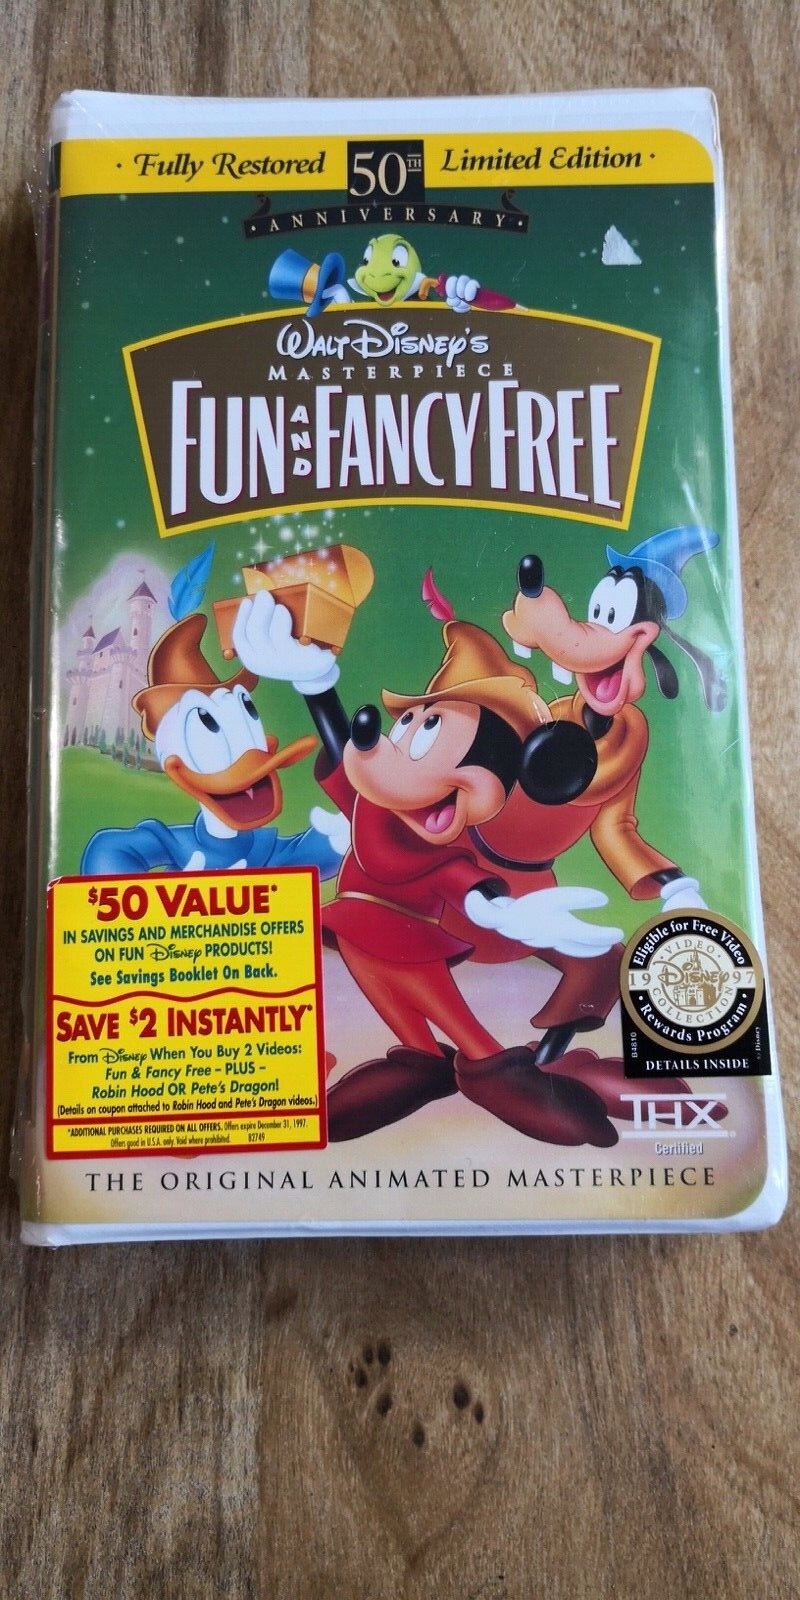 · Fully Restored 50TH Limited Edition ·
· ANNIVERSARY ·
WALT DISNEY'S
MASTERPIECE
FUN AND FANCY FREE
$50 VALUE*
IN SAVINGS AND MERCHANDISE OFFERS
ON FUN Disney PRODUCTS!
See Savings Booklet On Back.
SAVE $2 INSTANTLY*
From Disney When You Buy 2 Videos:
Fun & Fancy Free – PLUS –
Robin Hood OR Pete's Dragon!
(Details on coupon attached to Robin Hood and Pete's Dragon videos.)
*ADDITIONAL PURCHASES REQUIRED ON ALL OFFERS. Offers expire December 31, 1997.
Offers good in U.S.A. only. Void where prohibited. 82749
Eligible for Free Video
· VIDEO ·
19 Disney 97
COLLECTION
· Rewards Program ·
B4810
© Disney
DETAILS INSIDE
THX
Certified
THE ORIGINAL ANIMATED MASTERPIECE